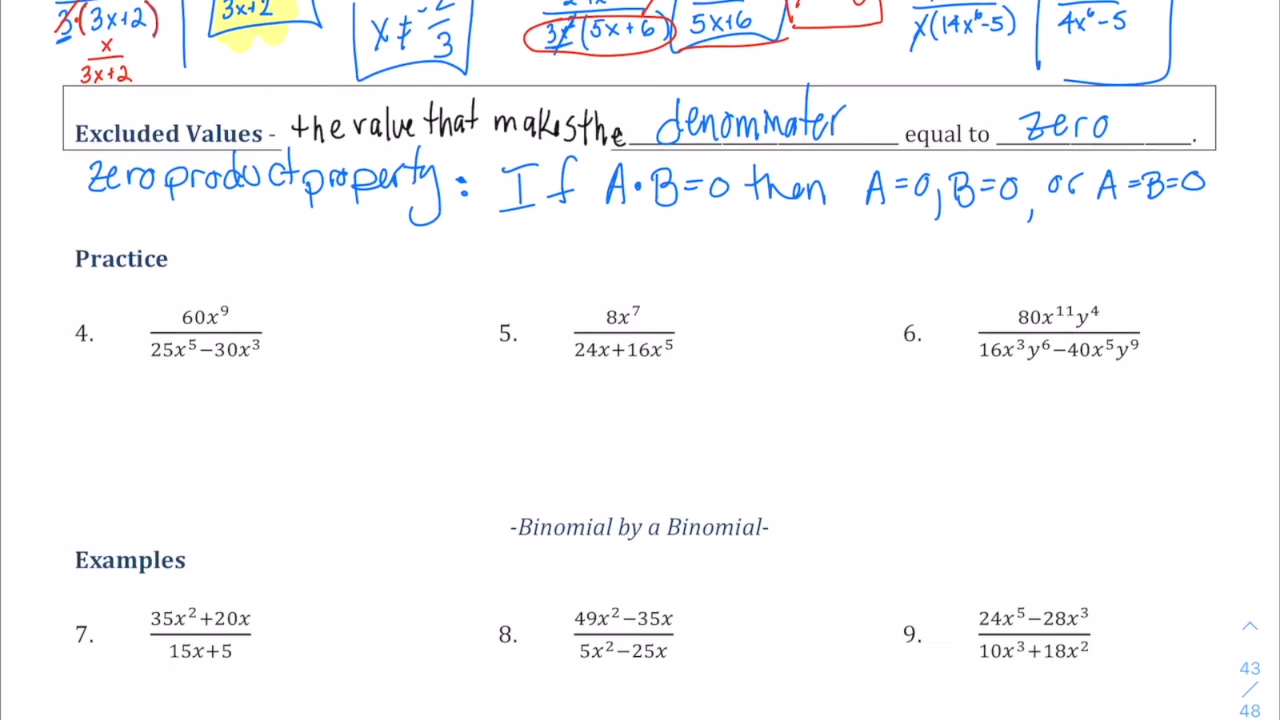 3·(3x+2) 3x+2 x≠ -2/3 3x²(5x+6) 5x+6 x(14x⁶-5) 4x⁶-5
x/(3x+2)
Excluded Values - the value that makes the denommater equal to zero.
zero product property: If A·B=0 then A=0, B=0, or A=B=0
Practice
4. 60x⁹/(25x⁵−30x³) 5. 8x⁷/(24x+16x⁵) 6. 80x¹¹y⁴/(16x³y⁶−40x⁵y⁹)
-Binomial by a Binomial-
Examples
7. (35x²+20x)/(15x+5) 8. (49x²−35x)/(5x²−25x) 9. (24x⁵−28x³)/(10x³+18x²)
43
/
48